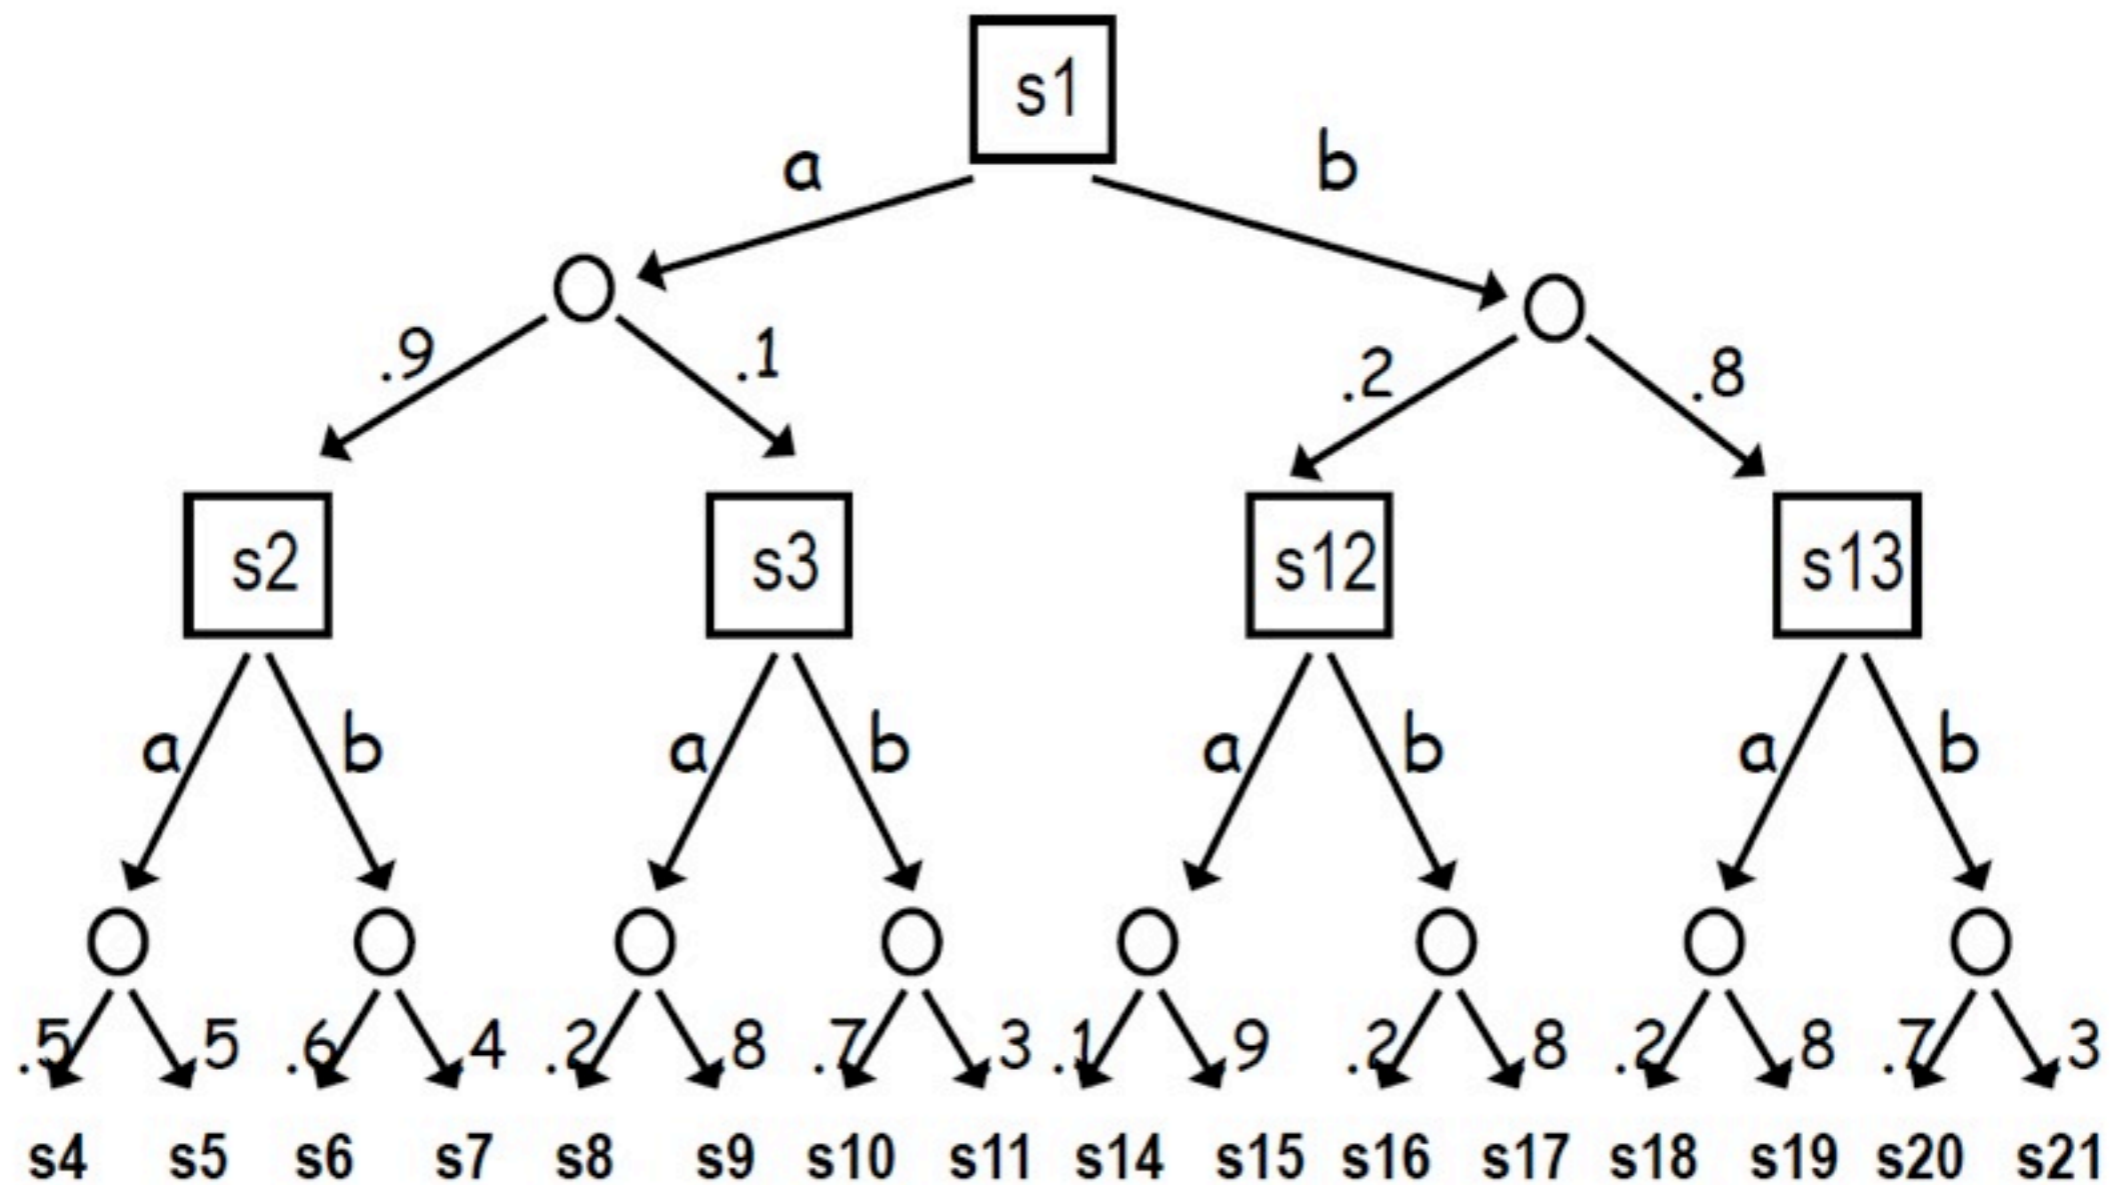 s1
a b
.9 .1 .2 .8
s2 s3 s12 s13
a b a b a b a b
.5 .5 .6 .4 .2 .8 .7 .3 .1 .9 .2 .8 .2 .8 .7 .3
s4 s5 s6 s7 s8 s9 s10 s11 s14 s15 s16 s17 s18 s19 s20 s21